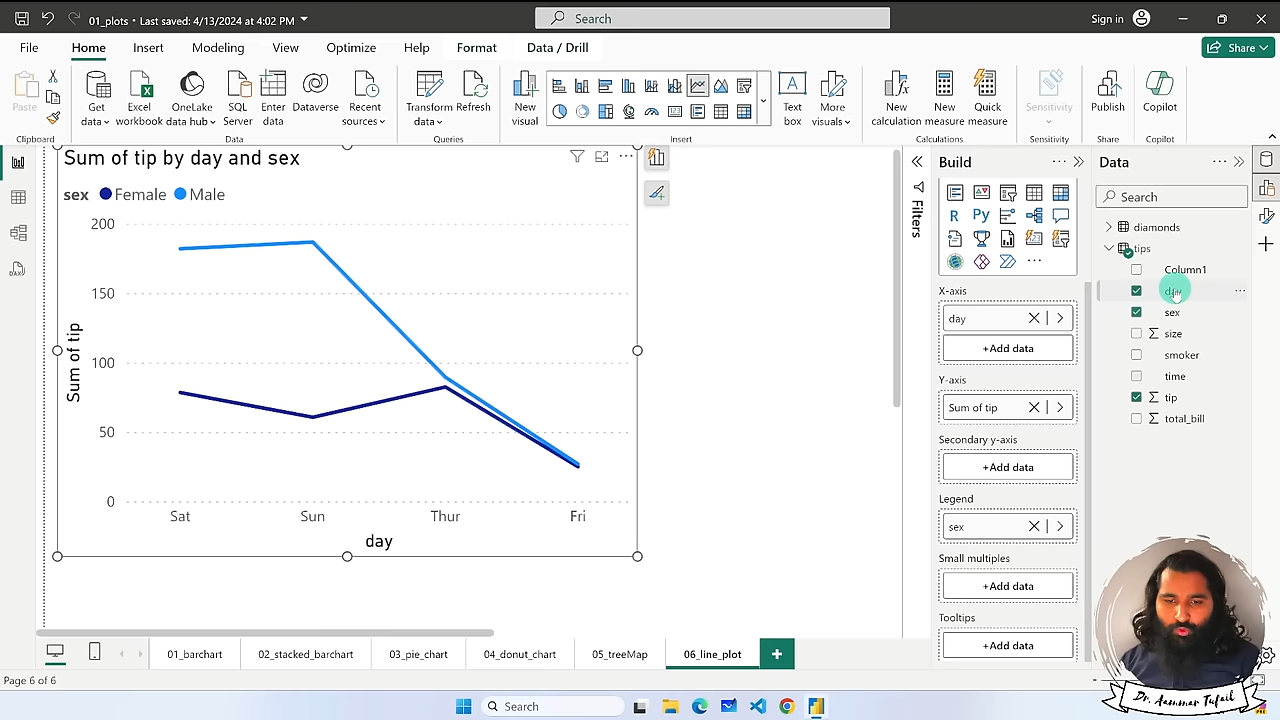 01_plots • Last saved: 4/13/2024 at 4:02 PM
Search
Sign in
File Home Insert Modeling View Optimize Help Format Data / Drill
Share
Paste
Get data
Excel workbook
OneLake data hub
SQL Server
Enter data
Dataverse
Recent sources
Transform data
Refresh
New visual
Text box
More visuals
New calculation
New measure
Quick measure
Sensitivity
Publish
Copilot
Clipboard
Data
Queries
Insert
Calculations
Sensitivity
Share
Copilot
Sum of tip by day and sex
sex Female Male
200
150
100
50
0
Sum of tip
Sat Sun Thur Fri
day
Filters
Build
R Py
X-axis
day
+Add data
Y-axis
Sum of tip
Secondary y-axis
+Add data
Legend
sex
Small multiples
+Add data
Tooltips
+Add data
Data
Search
diamonds
tips
Column1
day
sex
size
smoker
time
tip
total_bill
01_barchart 02_stacked_barchart 03_pie_chart 04_donut_chart 05_treeMap 06_line_plot
Page 6 of 6
Search
Dr. Aammar Tufail